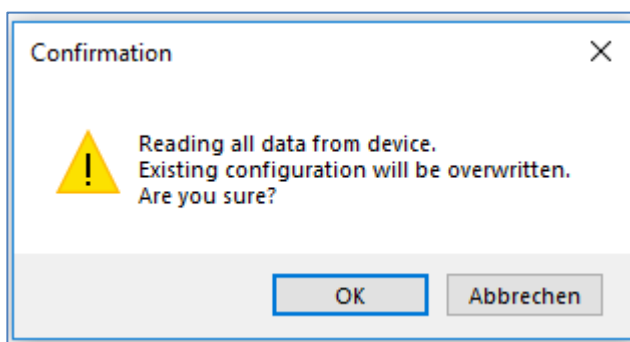 Confirmation
Reading all data from device.
Existing configuration will be overwritten.
Are you sure?
OK
Abbrechen